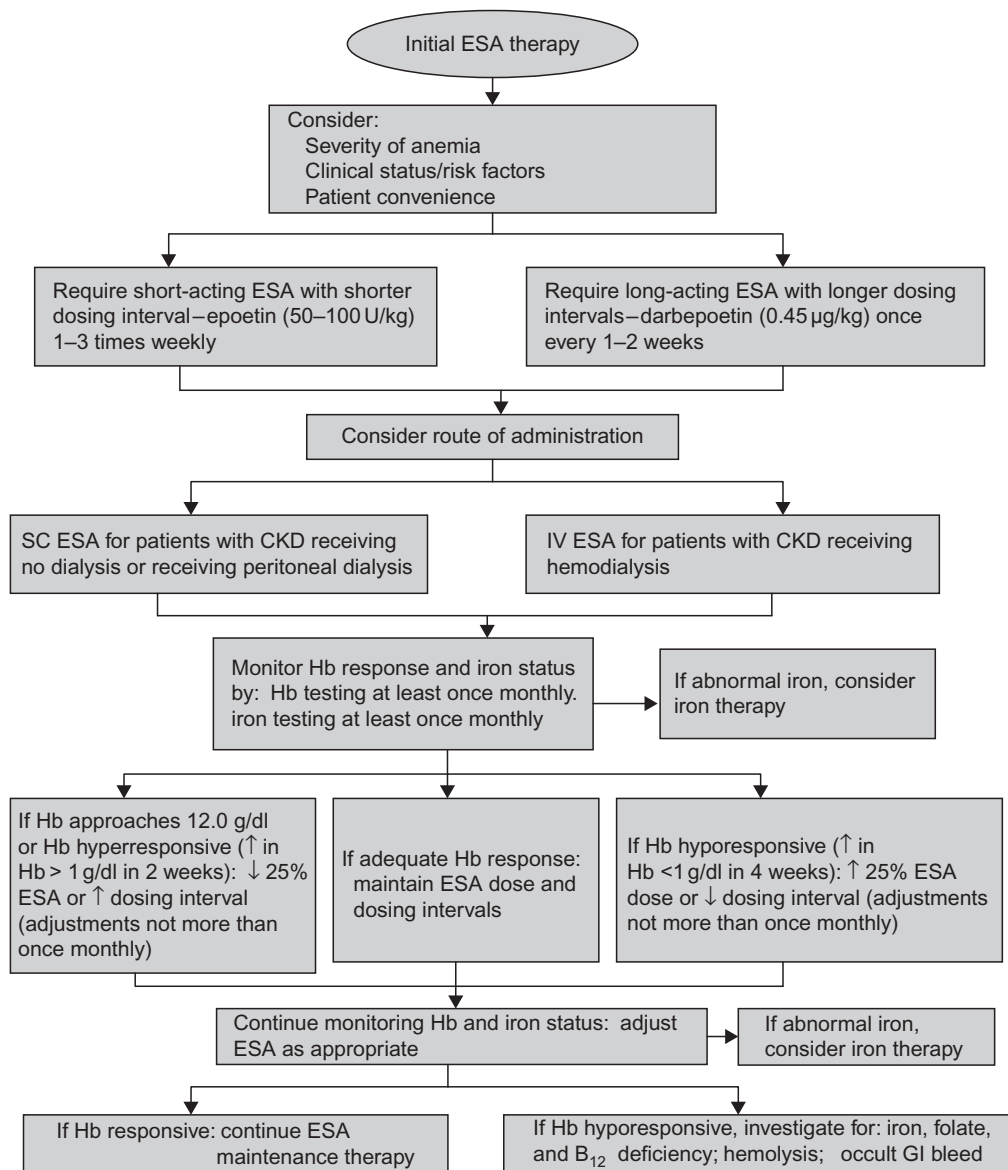 Initial ESA therapy
Consider:
Severity of anemia
Clinical status/risk factors
Patient convenience
Require short-acting ESA with shorter
dosing interval–epoetin (50–100 U/kg)
1–3 times weekly
Require long-acting ESA with longer dosing
intervals–darbepoetin (0.45 µg/kg) once
every 1–2 weeks
Consider route of administration
SC ESA for patients with CKD receiving
no dialysis or receiving peritoneal dialysis
IV ESA for patients with CKD receiving
hemodialysis
Monitor Hb response and iron status
by: Hb testing at least once monthly.
iron testing at least once monthly
If abnormal iron, consider
iron therapy
If Hb approaches 12.0 g/dl
or Hb hyperresponsive (↑ in
Hb > 1 g/dl in 2 weeks): ↓ 25%
ESA or ↑ dosing interval
(adjustments not more than
once monthly)
If adequate Hb response:
maintain ESA dose and
dosing intervals
If Hb hyporesponsive (↑ in
Hb <1 g/dl in 4 weeks): ↑ 25% ESA
dose or ↓ dosing interval (adjustments
not more than once monthly)
Continue monitoring Hb and iron status: adjust
ESA as appropriate
If abnormal iron,
consider iron therapy
If Hb responsive: continue ESA
maintenance therapy
If Hb hyporesponsive, investigate for: iron, folate,
and B₁₂ deficiency; hemolysis; occult GI bleed